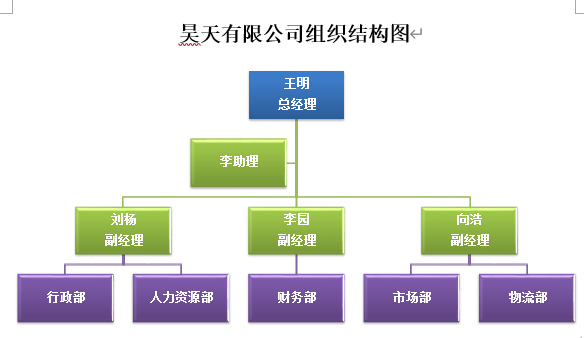 昊天有限公司组织结构图
王明
总经理
李助理
刘杨
副经理
李园
副经理
向浩
副经理
行政部
人力资源部
财务部
市场部
物流部